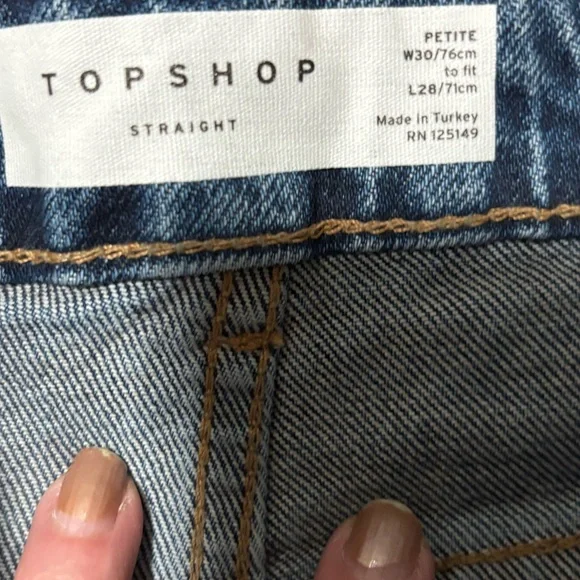 TOPSHOP
STRAIGHT
PETITE
W30/76cm
to fit
L28/71cm
Made in Turkey
RN 125149